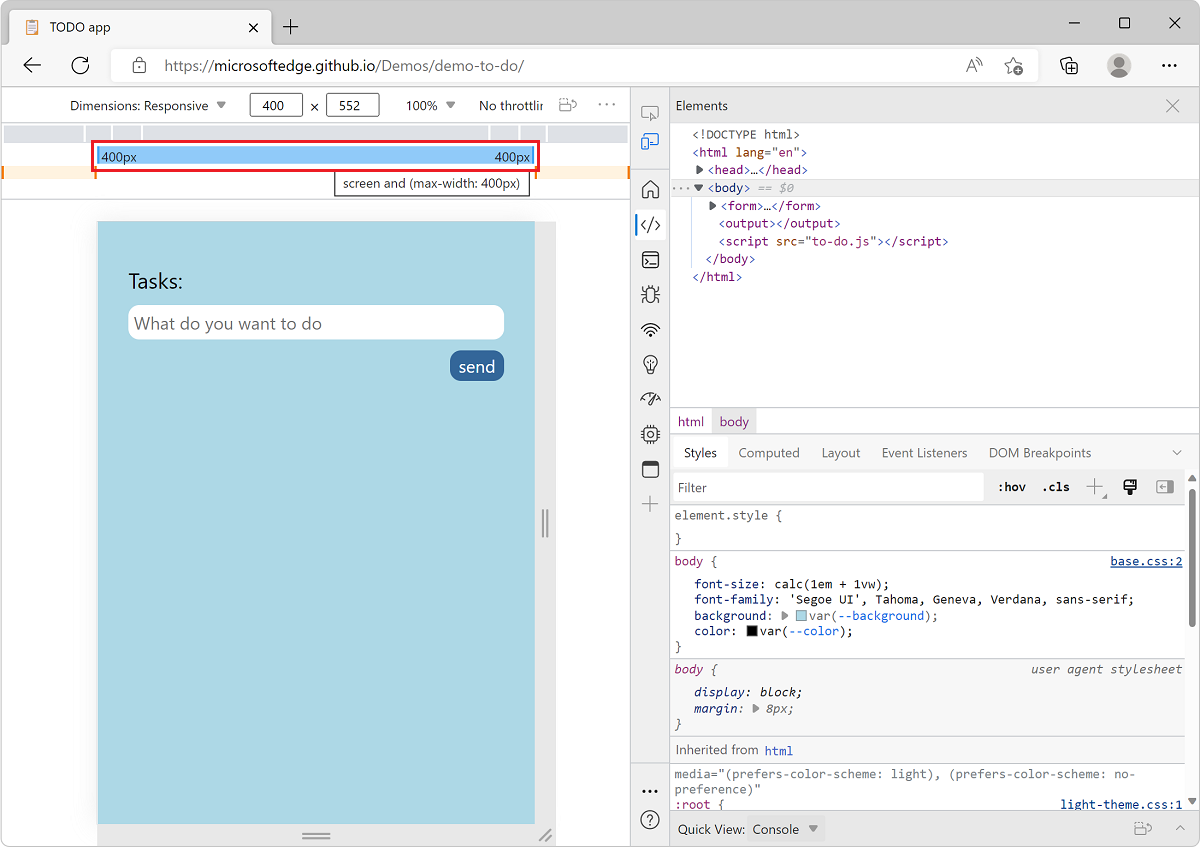 TODO app
https://microsoftedge.github.io/Demos/demo-to-do/
Dimensions: Responsive 400 x 552 100% No throttlir
400px 400px
screen and (max-width: 400px)
Tasks:
What do you want to do
send
Elements
<!DOCTYPE html>
<html lang="en">
<head>…</head>
··· <body> == $0
<form>…</form>
<output></output>
<script src="to-do.js"></script>
</body>
</html>
html body
Styles Computed Layout Event Listeners DOM Breakpoints
Filter :hov .cls
element.style {
}
body { base.css:2
font-size: calc(1em + 1vw);
font-family: 'Segoe UI', Tahoma, Geneva, Verdana, sans-serif;
background: var(--background);
color: var(--color);
}
body { user agent stylesheet
display: block;
margin: 8px;
}
Inherited from html
media="(prefers-color-scheme: light), (prefers-color-scheme: no-
preference)"
:root { light-theme.css:1
Quick View: Console